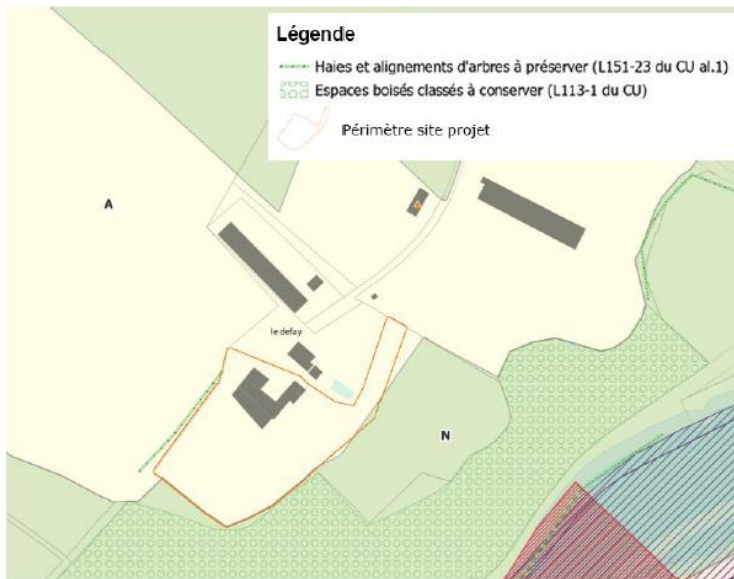 Légende
Haies et alignements d'arbres à préserver (L151-23 du CU al.1)
Espaces boisés classés à conserver (L113-1 du CU)
Périmètre site projet
A
le defay
N